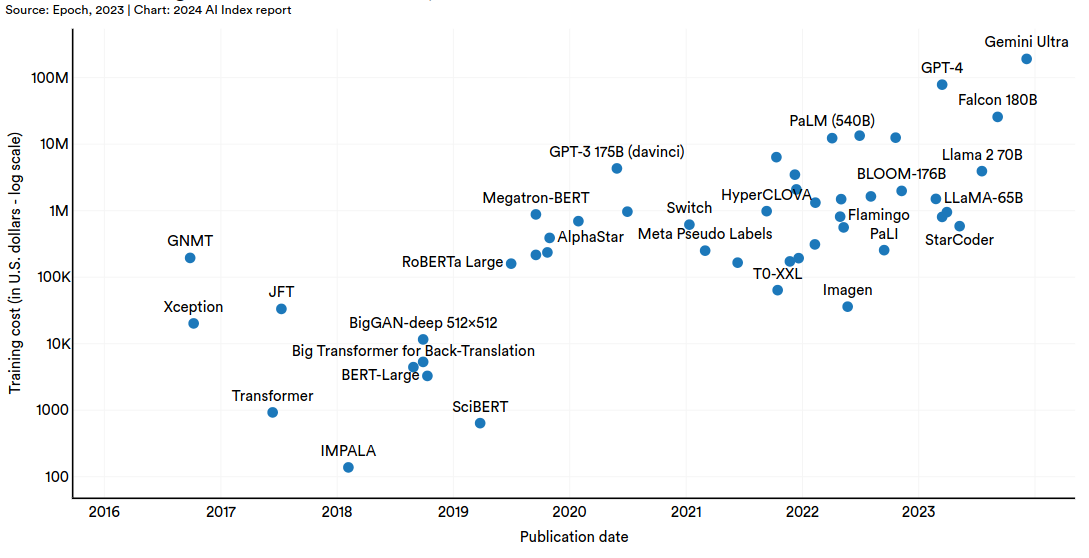 Source: Epoch, 2023 | Chart: 2024 AI Index report
Training cost (in U.S. dollars - log scale)
100M
10M
1M
100K
10K
1000
100
Gemini Ultra
GPT-4
Falcon 180B
PaLM (540B)
GPT-3 175B (davinci)
Llama 2 70B
BLOOM-176B
Megatron-BERT
HyperCLOVA
LLaMA-65B
Switch
Flamingo
Meta Pseudo Labels
PaLI
AlphaStar
StarCoder
GNMT
RoBERTa Large
T0-XXL
JFT
Imagen
Xception
BigGAN-deep 512×512
Big Transformer for Back-Translation
BERT-Large
Transformer
SciBERT
IMPALA
2016
2017
2018
2019
2020
2021
2022
2023
Publication date